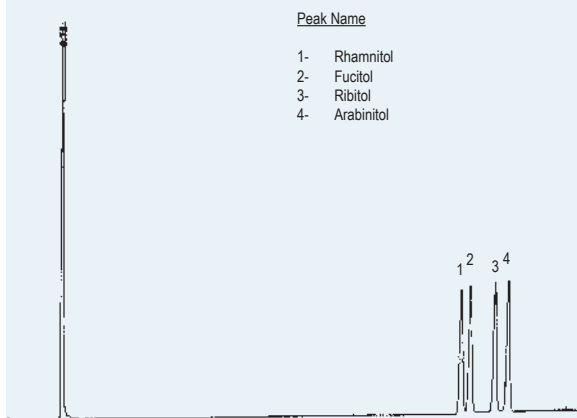 Peak Name
1- Rhamnitol
2- Fucitol
3- Ribitol
4- Arabinitol
1 2 3 4